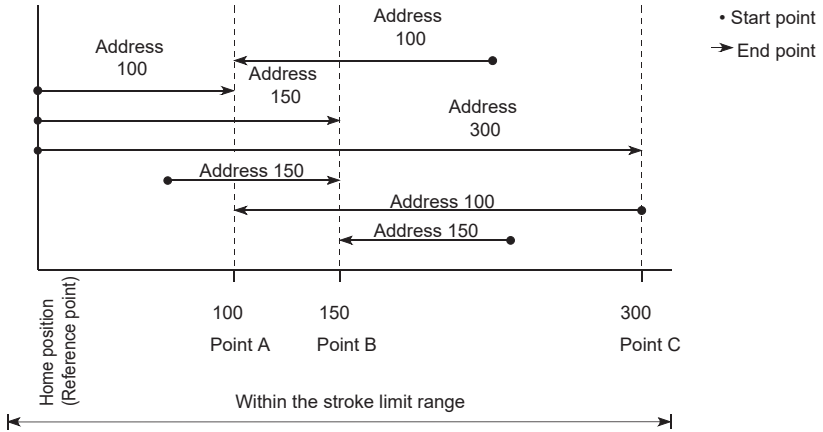 Address
100
• Start point
End point
Address
100
Address
150
Address
300
Address 150
Address 100
Address 150
100
150
300
Point A
Point B
Point C
Home position
(Reference point)
Within the stroke limit range